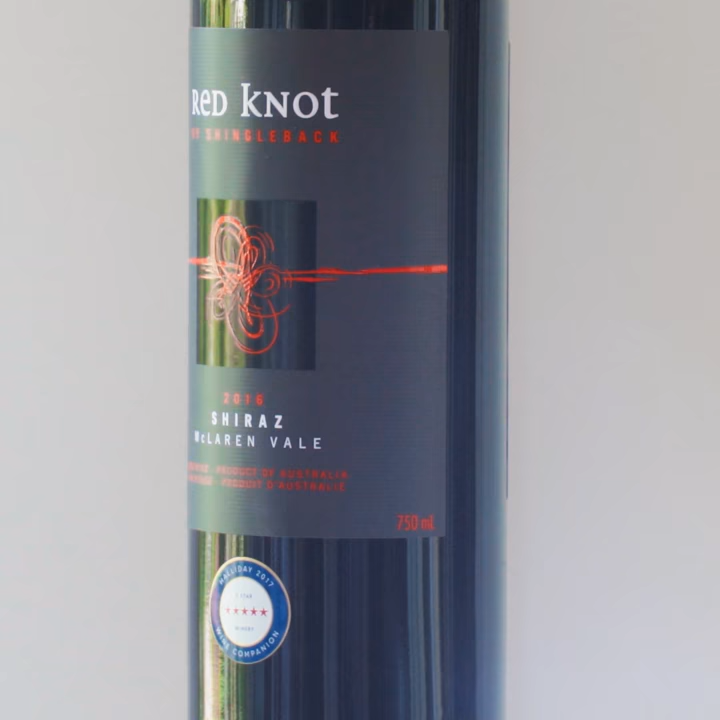 RED KNOT
BY SHINGLEBACK
2016
SHIRAZ
McLAREN VALE
PRODUCT OF AUSTRALIA
PRODUIT D'AUSTRALIE
750 mL
HALLIDAY 2017
5 STAR
★★★★★
WINERY
WINE COMPANION